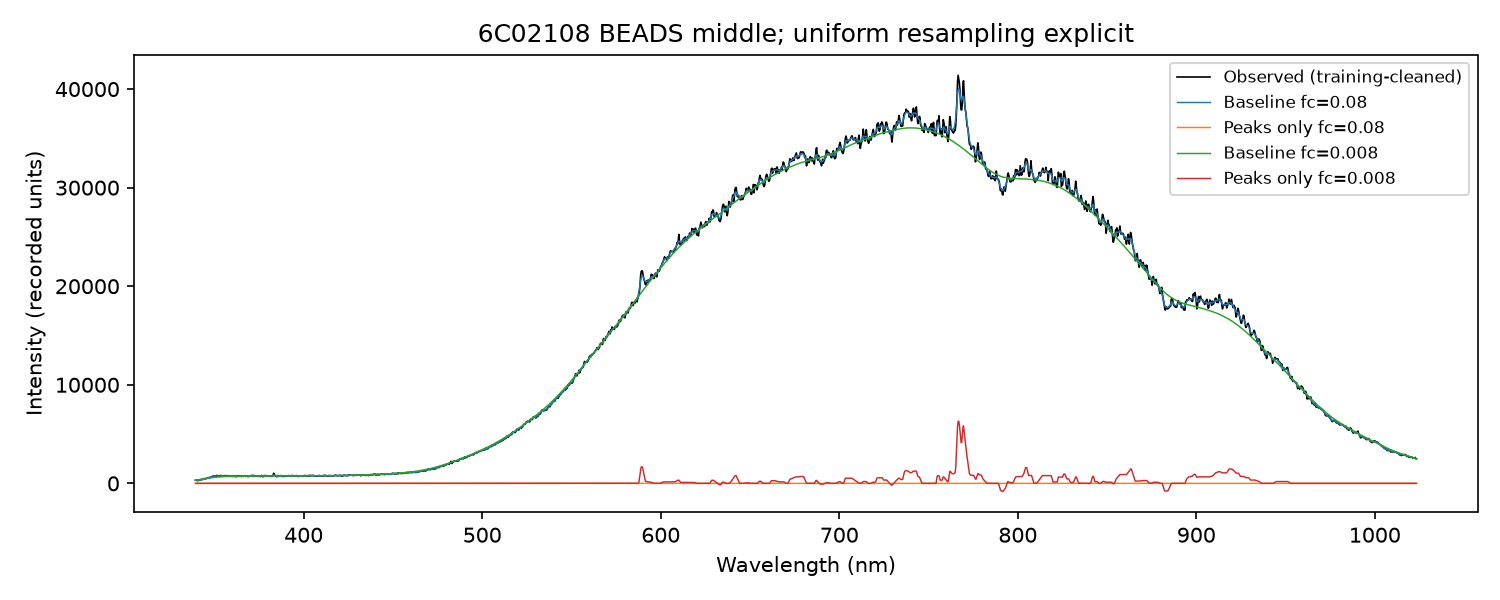 6C02108 BEADS middle; uniform resampling explicit
Observed (training-cleaned)
Baseline fc=0.08
Peaks only fc=0.08
Baseline fc=0.008
Peaks only fc=0.008
Intensity (recorded units)
40000
30000
20000
10000
0
400 500 600 700 800 900 1000
Wavelength (nm)